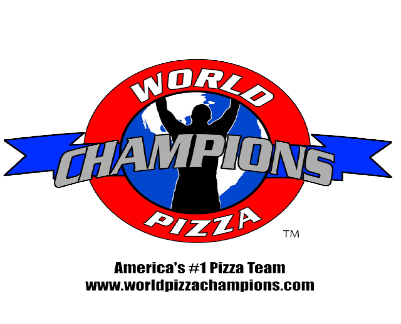 WORLD
CHAMPIONS
PIZZA
TM
America's #1 Pizza Team
www.worldpizzachampions.com